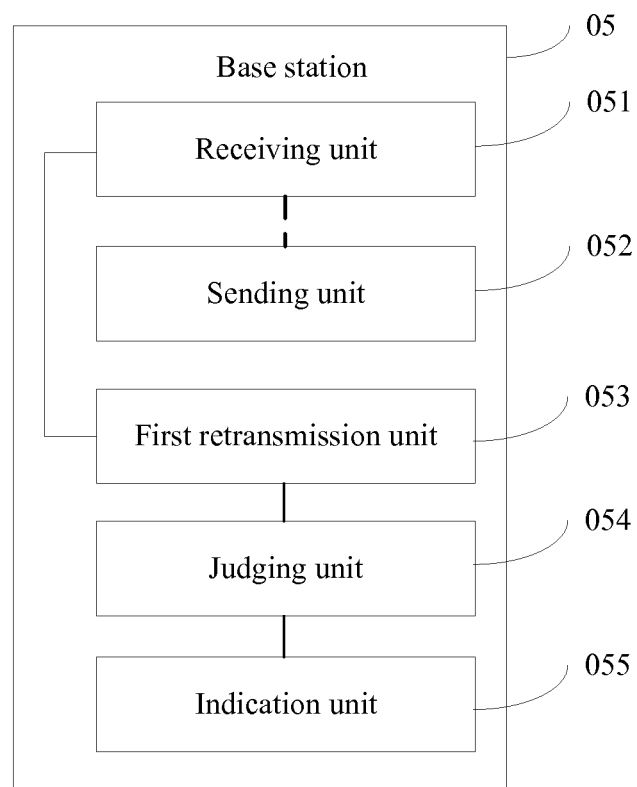 05
Base station
051
Receiving unit
052
Sending unit
053
First retransmission unit
054
Judging unit
055
Indication unit